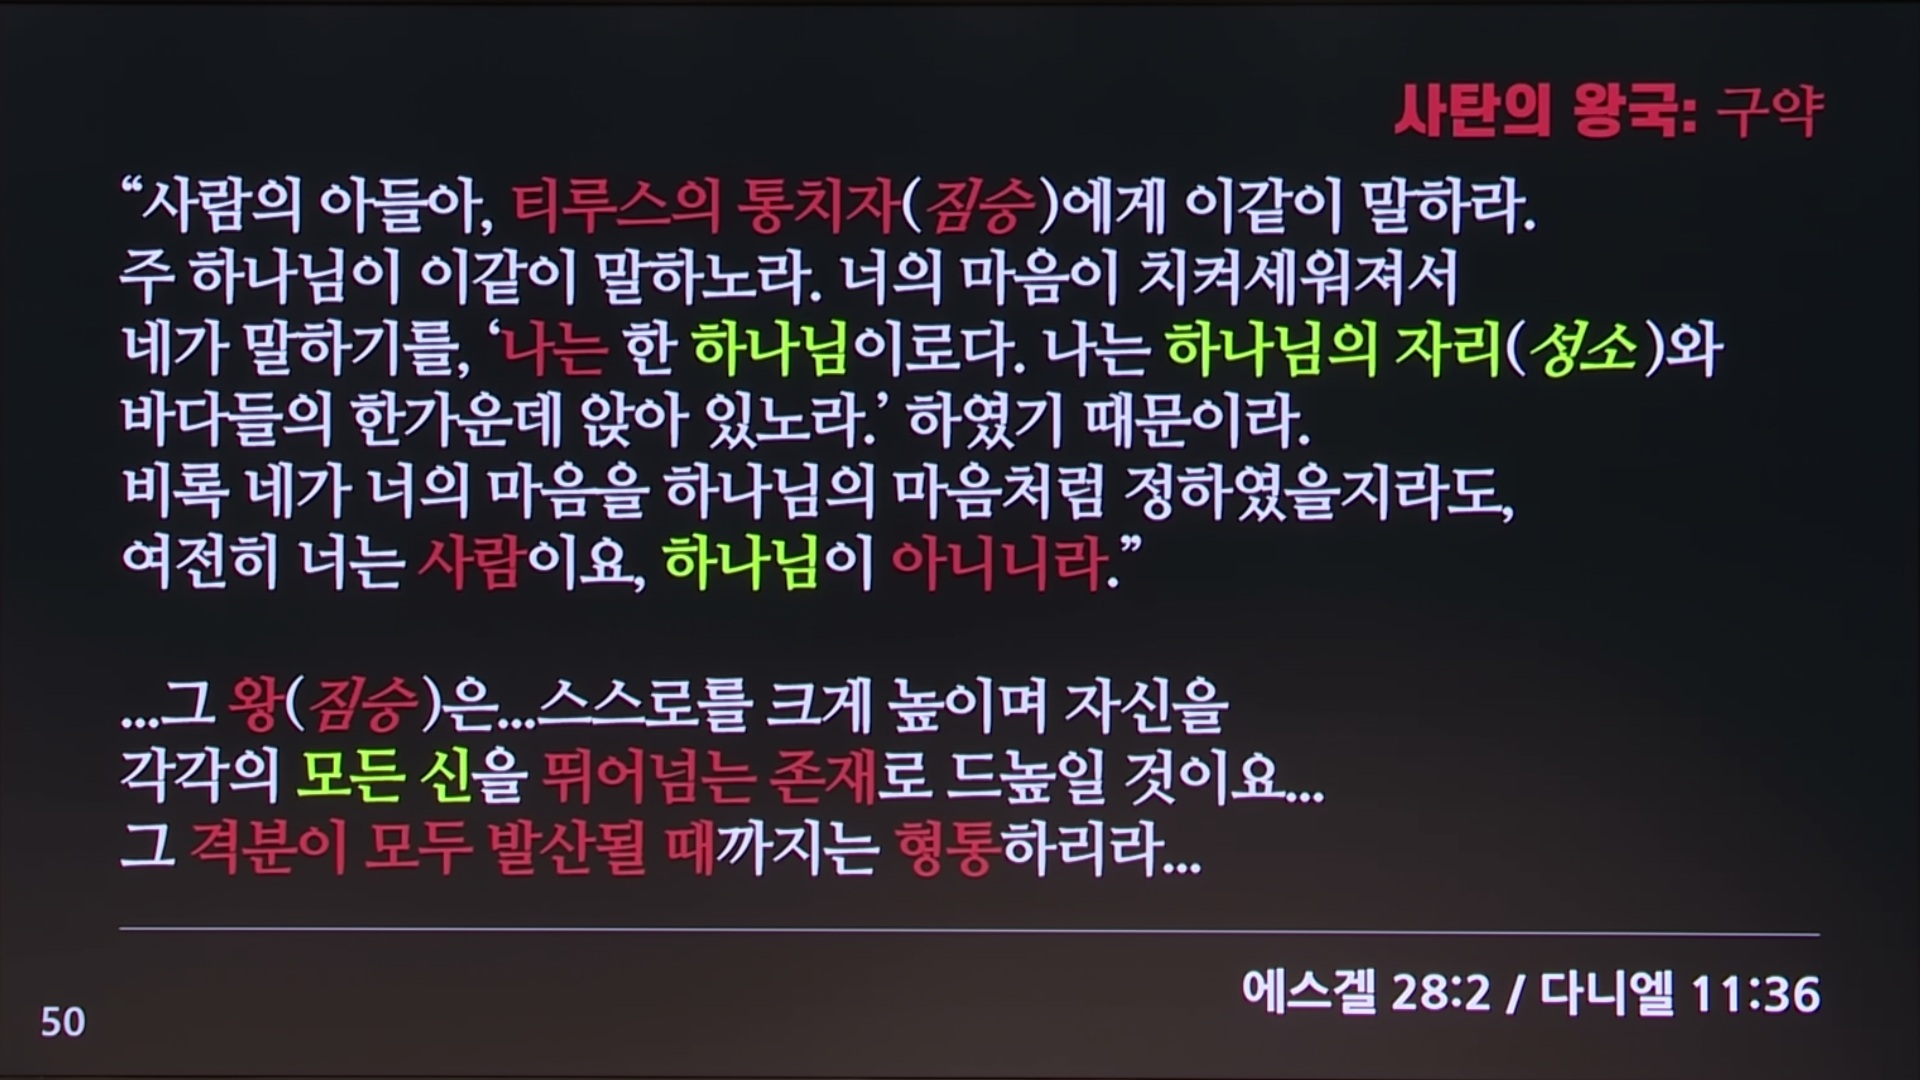 사탄의 왕국: 구약
“사람의 아들아, 티루스의 통치자(짐승)에게 이같이 말하라.
주 하나님이 이같이 말하노라. 너의 마음이 치켜세워져서
네가 말하기를, ‘나는 한 하나님이로다. 나는 하나님의 자리(성소)와
바다들의 한가운데 앉아 있노라.’ 하였기 때문이라.
비록 네가 너의 마음을 하나님의 마음처럼 정하였을지라도,
여전히 너는 사람이요, 하나님이 아니니라.”
...그 왕(짐승)은...스스로를 크게 높이며 자신을
각각의 모든 신을 뛰어넘는 존재로 드높일 것이요...
그 격분이 모두 발산될 때까지는 형통하리라...
에스겔 28:2 / 다니엘 11:36
50